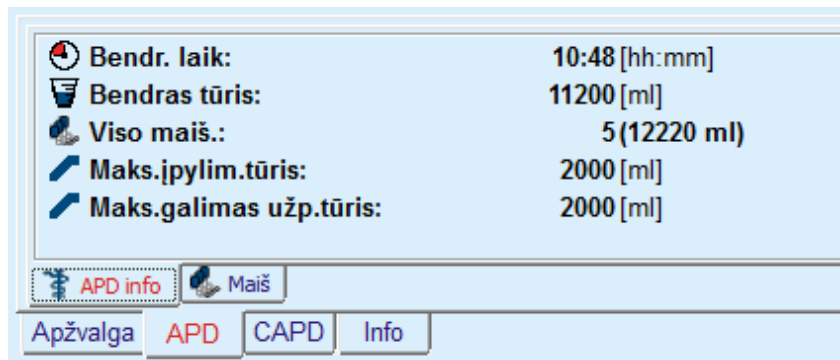 Bendr. laik: 10:48 [hh:mm]
Bendras tūris: 11200 [ml]
Viso maiš.: 5 (12220 ml)
Maks.įpylim.tūris: 2000 [ml]
Maks.galimas užp.tūris: 2000 [ml]
APD info Maiš
Apžvalga APD CAPD Info